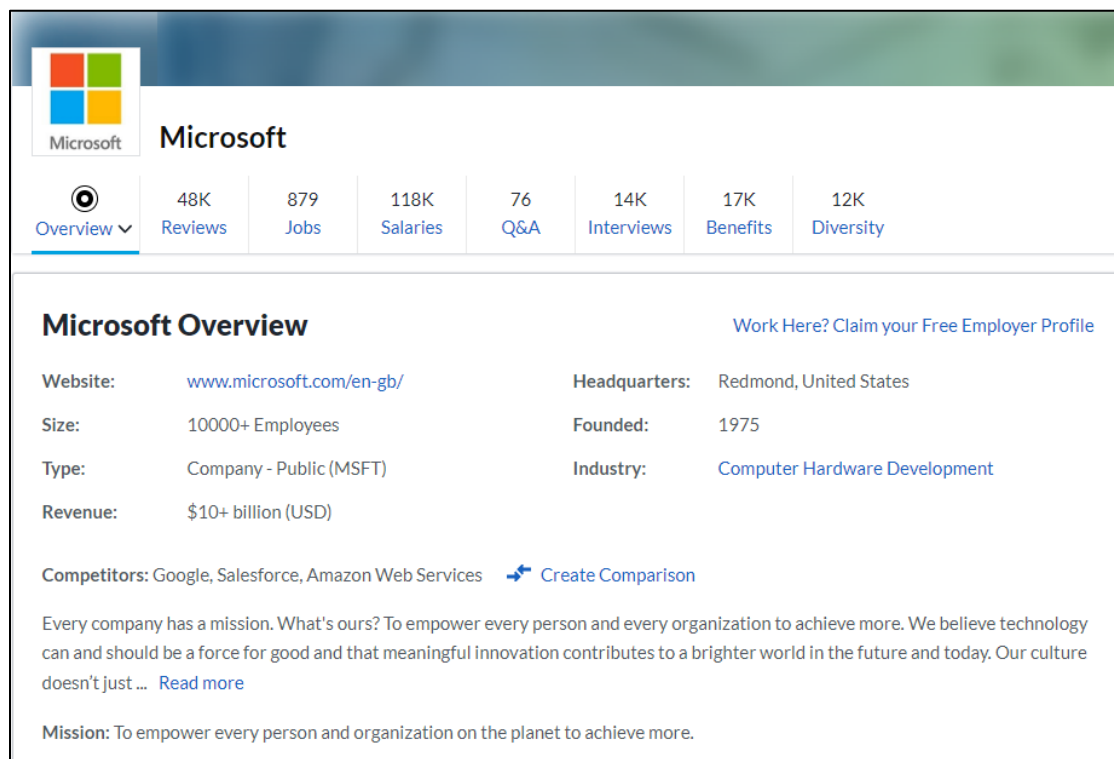 Microsoft
Microsoft
48K 879 118K 76 14K 17K 12K
Overview Reviews Jobs Salaries Q&A Interviews Benefits Diversity
Microsoft Overview Work Here? Claim your Free Employer Profile
Website: www.microsoft.com/en-gb/ Headquarters: Redmond, United States
Size: 10000+ Employees Founded: 1975
Type: Company - Public (MSFT) Industry: Computer Hardware Development
Revenue: $10+ billion (USD)
Competitors: Google, Salesforce, Amazon Web Services Create Comparison
Every company has a mission. What's ours? To empower every person and every organization to achieve more. We believe technology
can and should be a force for good and that meaningful innovation contributes to a brighter world in the future and today. Our culture
doesn't just ... Read more
Mission: To empower every person and organization on the planet to achieve more.